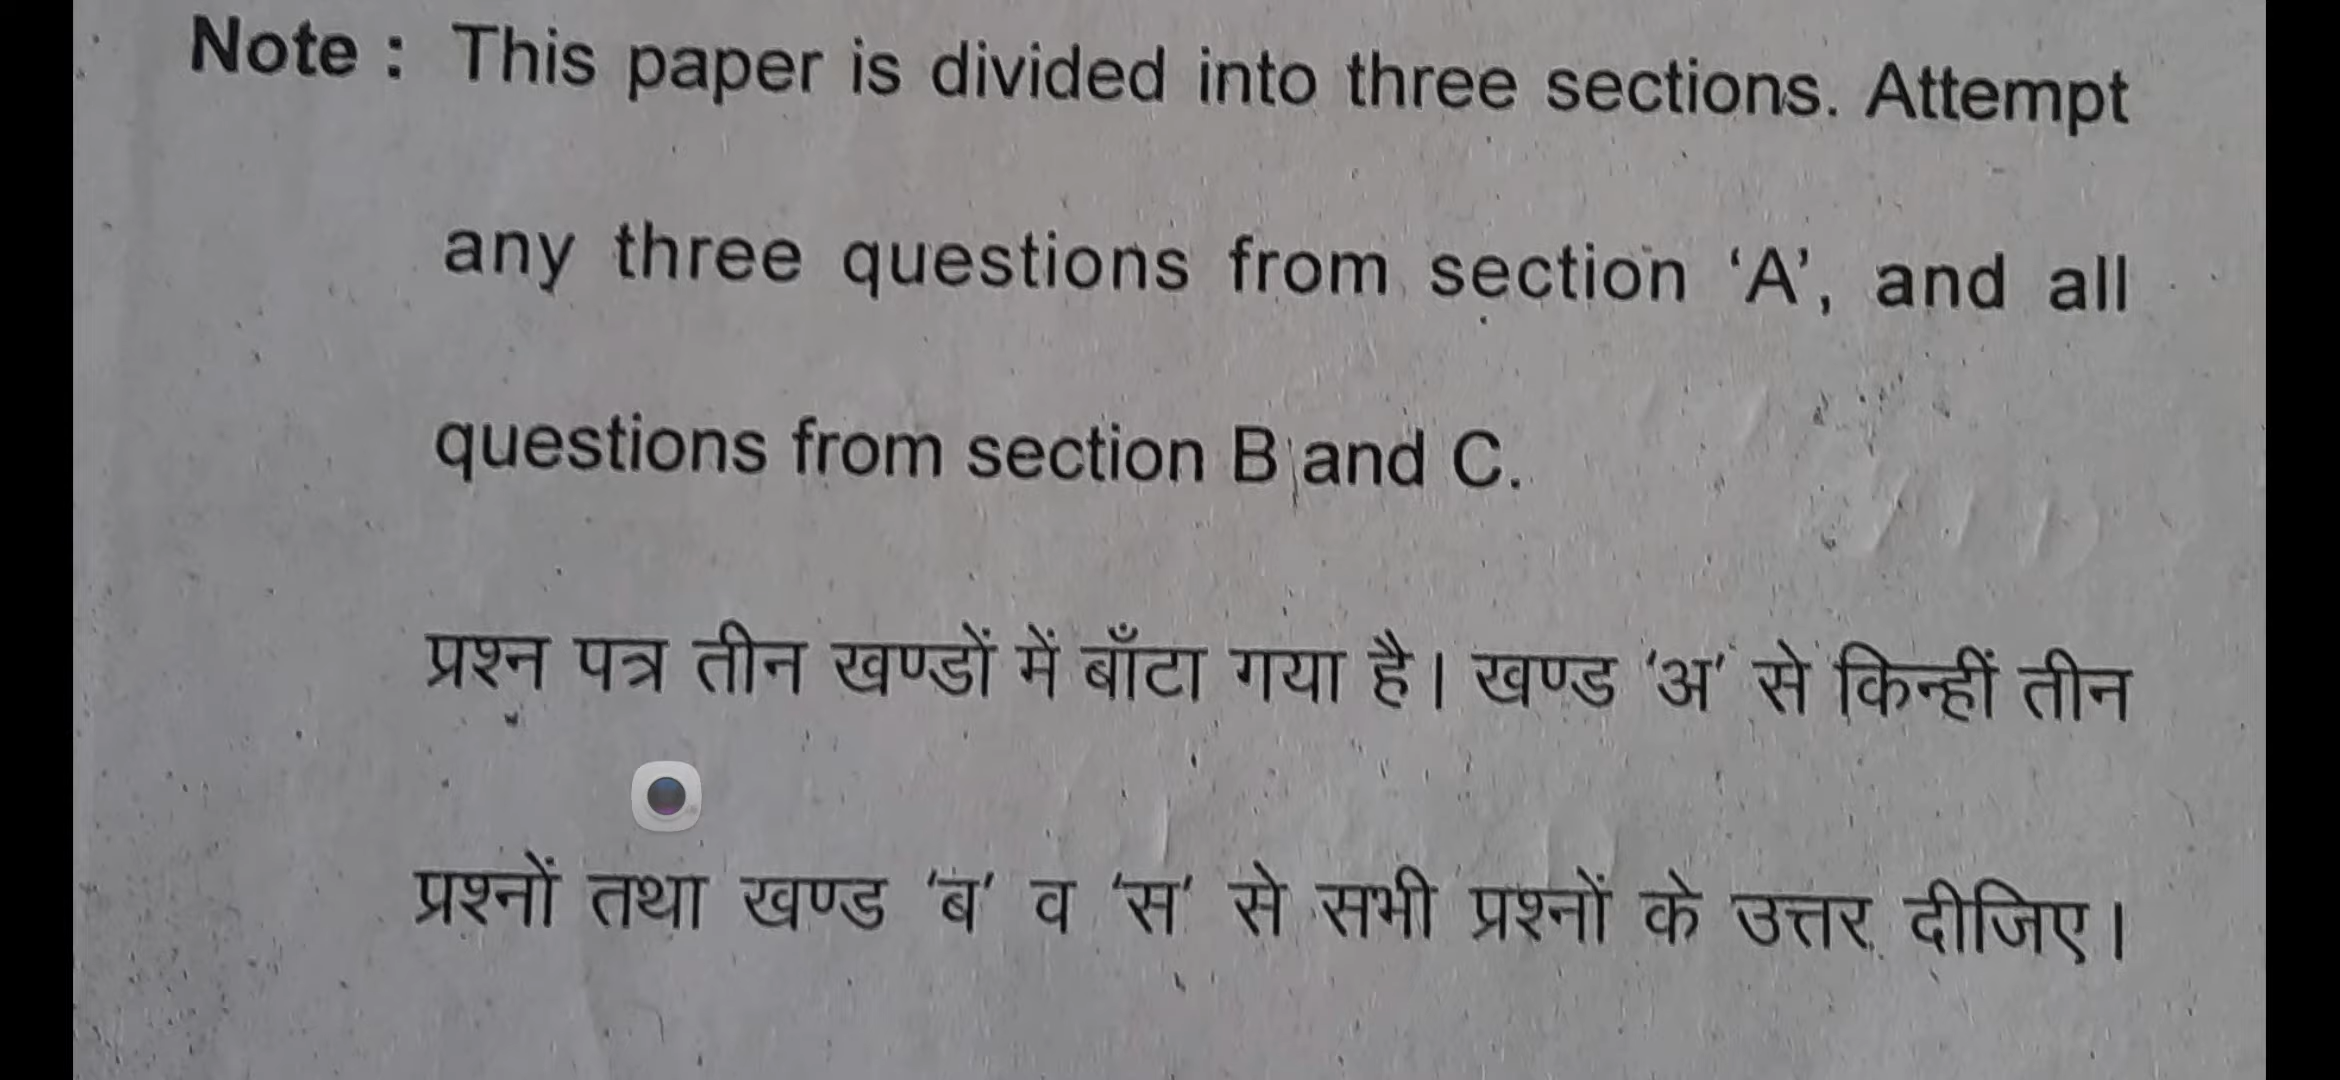 Note : This paper is divided into three sections. Attempt
any three questions from section ‘A’, and all
questions from section B and C.
प्रश्न पत्र तीन खण्डों में बाँटा गया है। खण्ड ‘अ’ से किन्हीं तीन
प्रश्नों तथा खण्ड ‘ब’ व ‘स’ से सभी प्रश्नों के उत्तर दीजिए।